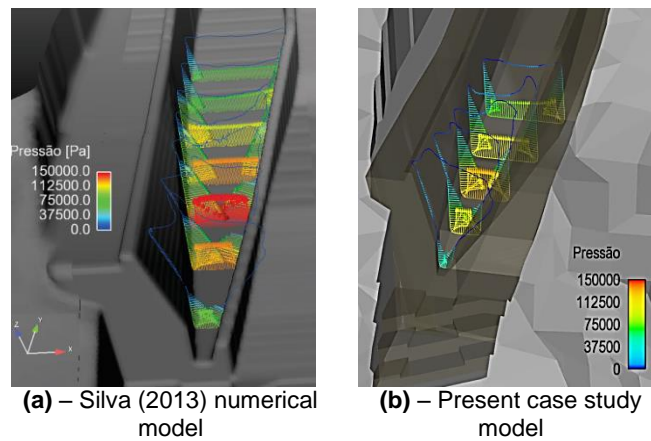 Pressão [Pa]
150000.0
112500.0
75000.0
37500.0
0.0
Z
Y
X
Pressão
150000
112500
75000
37500
0
(a) – Silva (2013) numerical
model
(b) – Present case study
model